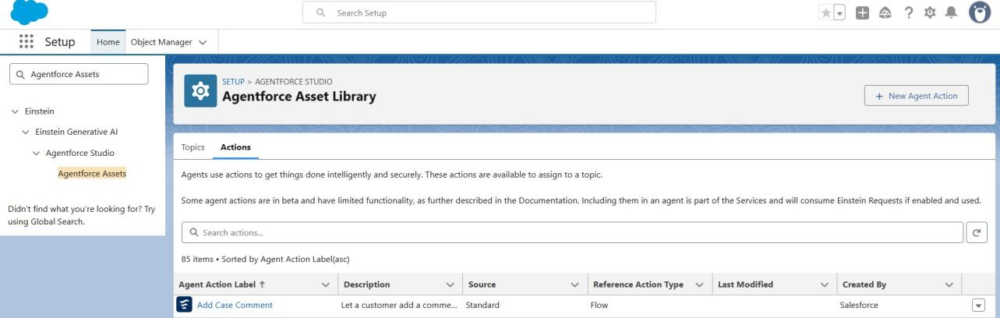 Search Setup
Setup
Home
Object Manager
Agentforce Assets
Einstein
Einstein Generative AI
Agentforce Studio
Agentforce Assets
Didn't find what you're looking for? Try
using Global Search.
SETUP > AGENTFORCE STUDIO
Agentforce Asset Library
+ New Agent Action
Topics
Actions
Agents use actions to get things done intelligently and securely. These actions are available to assign to a topic.
Some agent actions are in beta and have limited functionality, as further described in the Documentation. Including them in an agent is part of the Services and will consume Einstein Requests if enabled and used.
Search actions...
85 items • Sorted by Agent Action Label(asc)
Agent Action Label ↑ Description Source Reference Action Type Last Modified Created By
Add Case Comment Let a customer add a comme... Standard Flow Salesforce